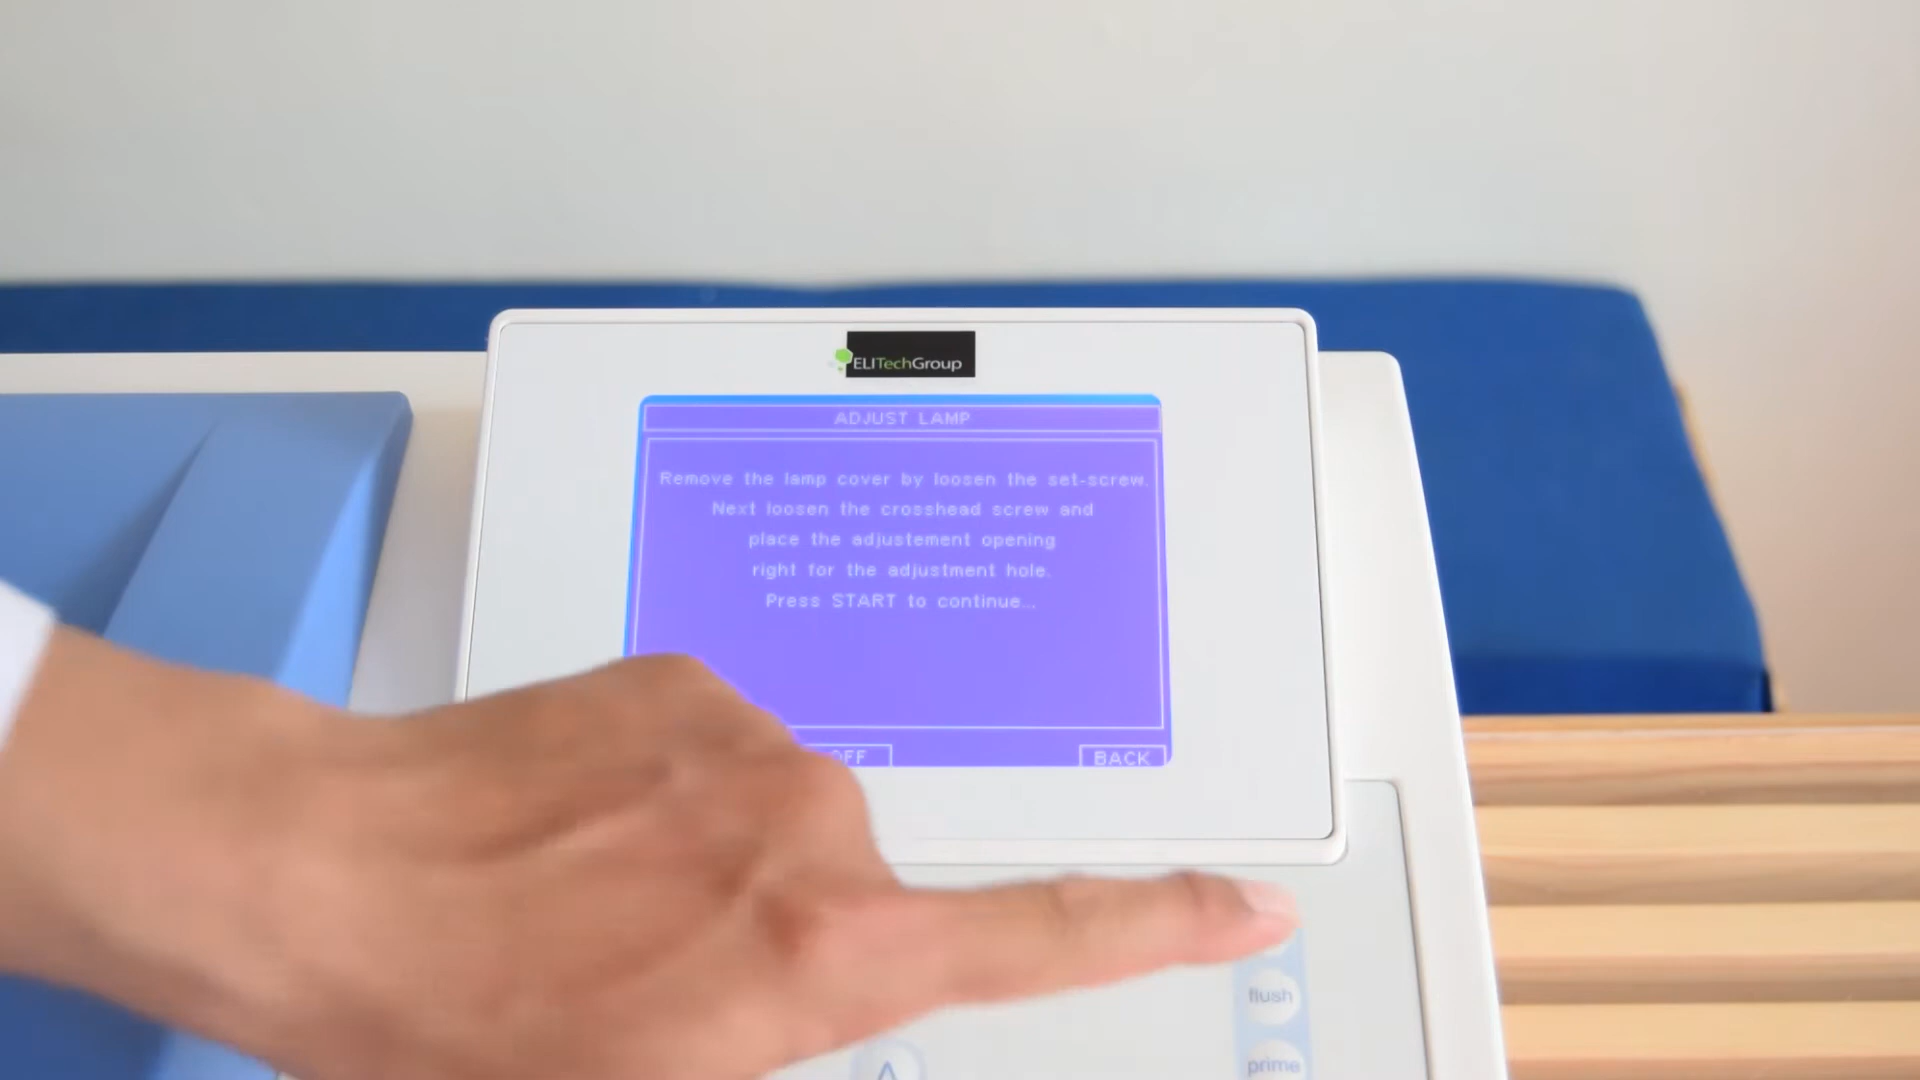 ELITechGroup
ADJUST LAMP
Remove the lamp cover by loosen the set-screw.
Next loosen the crosshead screw and
place the adjustement opening
right for the adjustment hole.
Press START to continue...
OFF
BACK
flush
prime